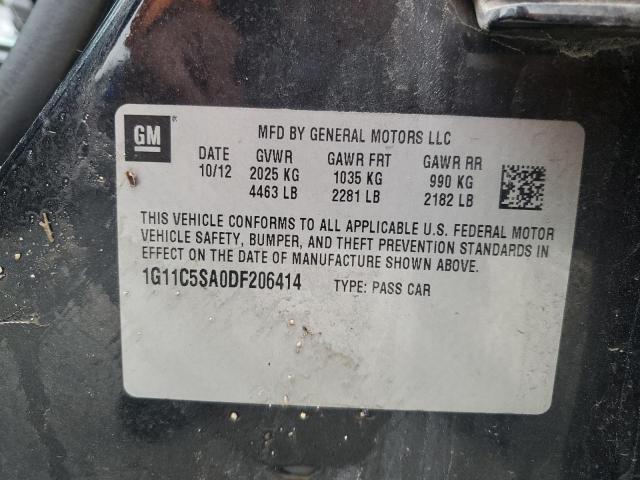 GM
MFD BY GENERAL MOTORS LLC
DATE GVWR GAWR FRT GAWR RR
10/12 2025 KG 1035 KG 990 KG
4463 LB 2281 LB 2182 LB
THIS VEHICLE CONFORMS TO ALL APPLICABLE U.S. FEDERAL MOTOR
VEHICLE SAFETY, BUMPER, AND THEFT PREVENTION STANDARDS IN
EFFECT ON THE DATE OF MANUFACTURE SHOWN ABOVE.
1G11C5SA0DF206414 TYPE: PASS CAR